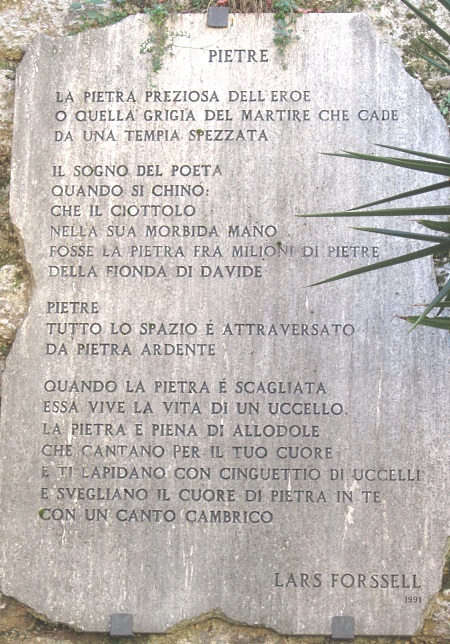 PIETRE
LA PIETRA PREZIOSA DELL'EROE
O QUELLA GRIGIA DEL MARTIRE CHE CADE
DA UNA TEMPIA SPEZZATA
IL SOGNO DEL POETA
QUANDO SI CHINO:
CHE IL CIOTTOLO
NELLA SUA MORBIDA MANO
FOSSE LA PIETRA FRA MILIONI DI PIETRE
DELLA FIONDA DI DAVIDE
PIETRE
TUTTO LO SPAZIO É ATTRAVERSATO
DA PIETRA ARDENTE
QUANDO LA PIETRA É SCAGLIATA
ESSA VIVE LA VITA DI UN UCCELLO.
LA PIETRA É PIENA DI ALLODOLE
CHE CANTANO PER IL TUO CUORE
E TI LAPIDANO CON CINGUETTIO DI UCCELLI
E SVEGLIANO IL CUORE DI PIETRA IN TE
CON UN CANTO CAMBRICO
LARS FORSSELL
1991